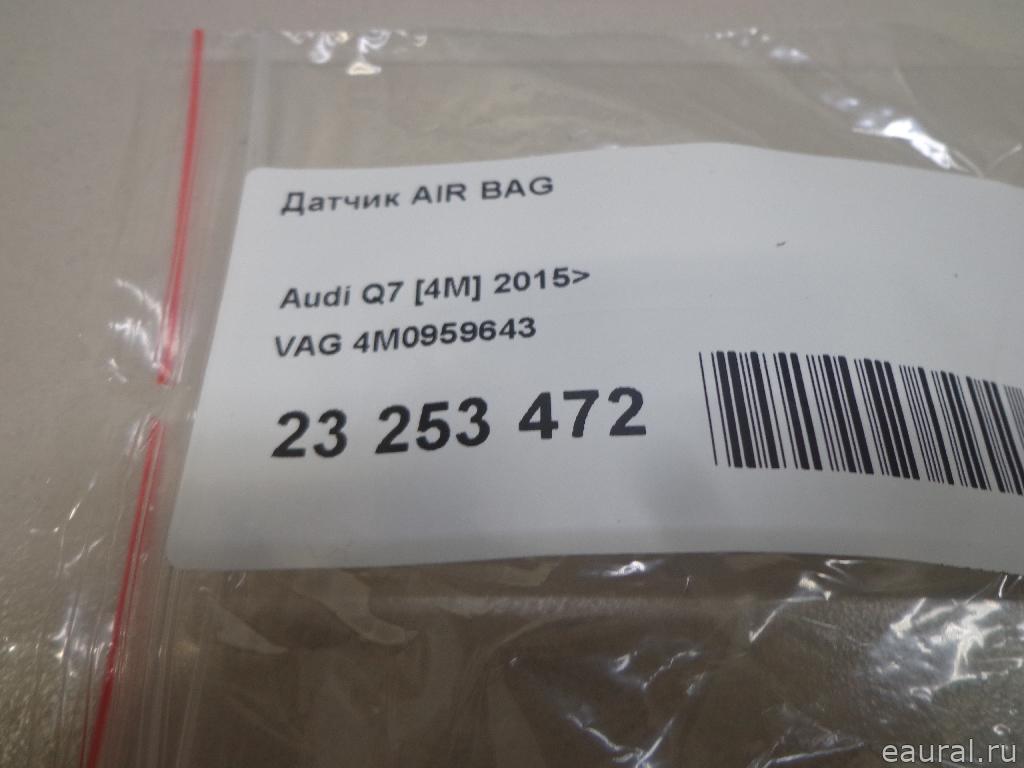 Датчик AIR BAG
Audi Q7 [4M] 2015>
VAG 4M0959643
23 253 472
eaural.ru